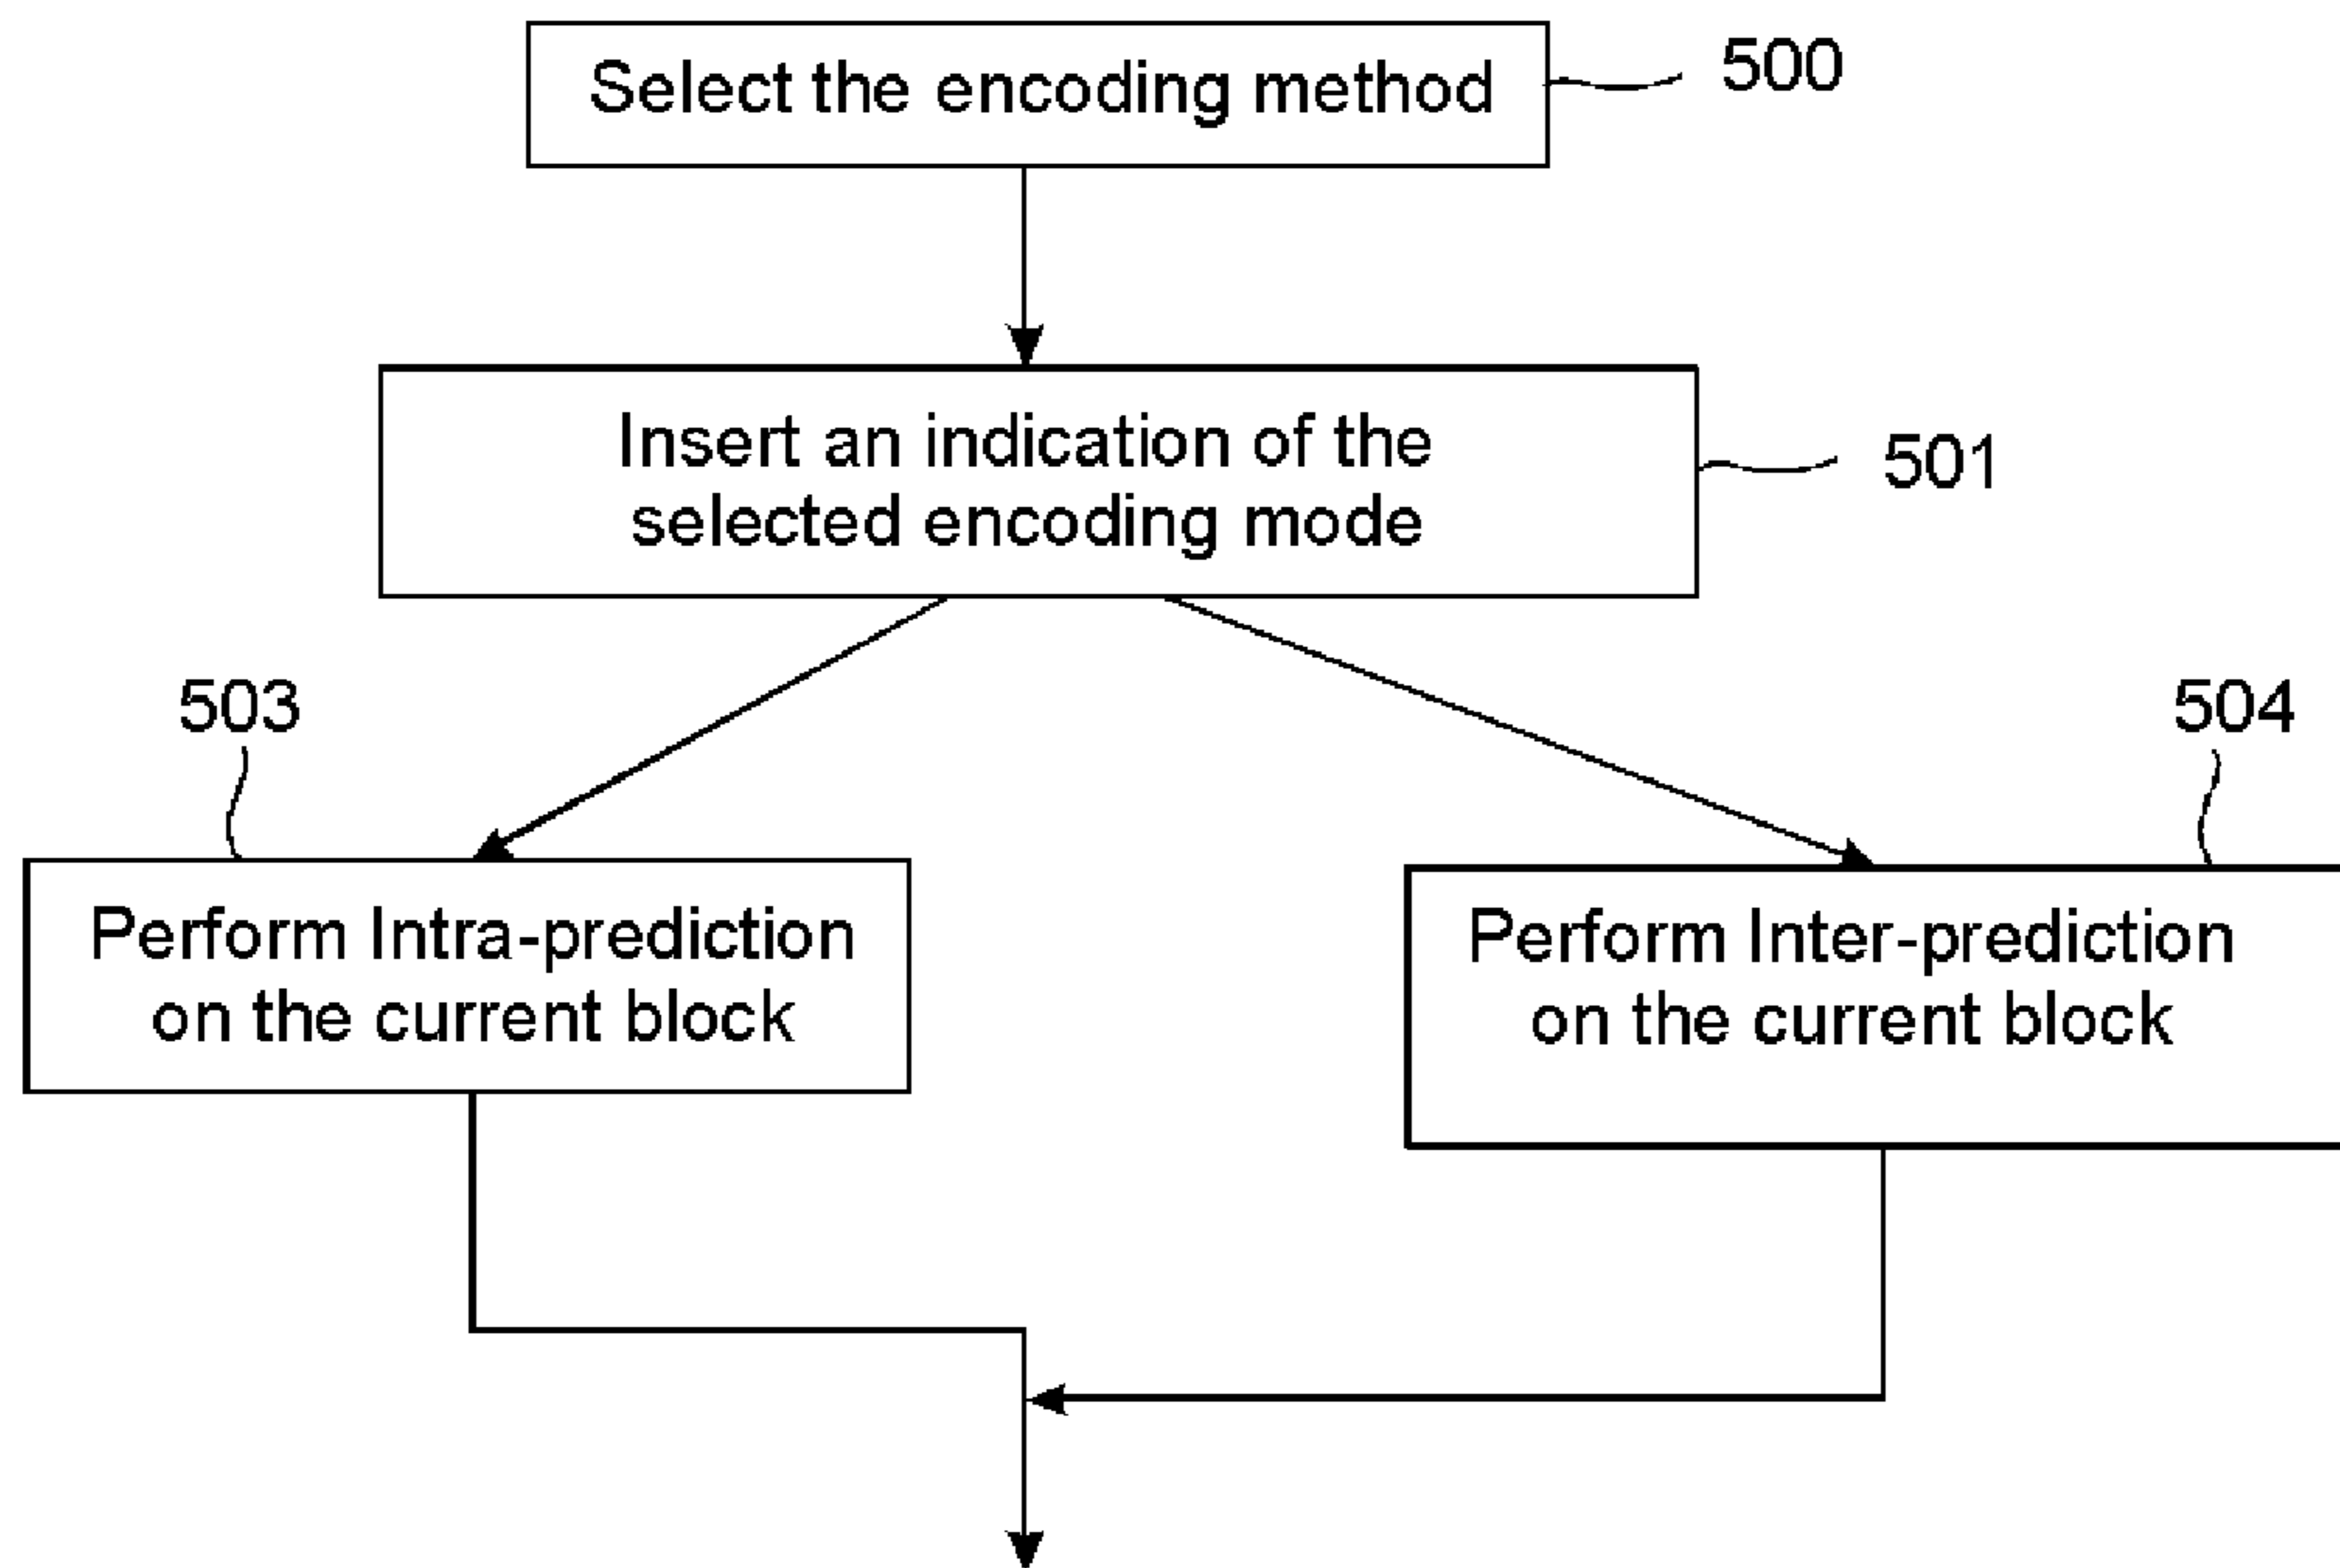 Select the encoding method
500
Insert an indication of the
selected encoding mode
501
503
504
Perform Intra-prediction
on the current block
Perform Inter-prediction
on the current block